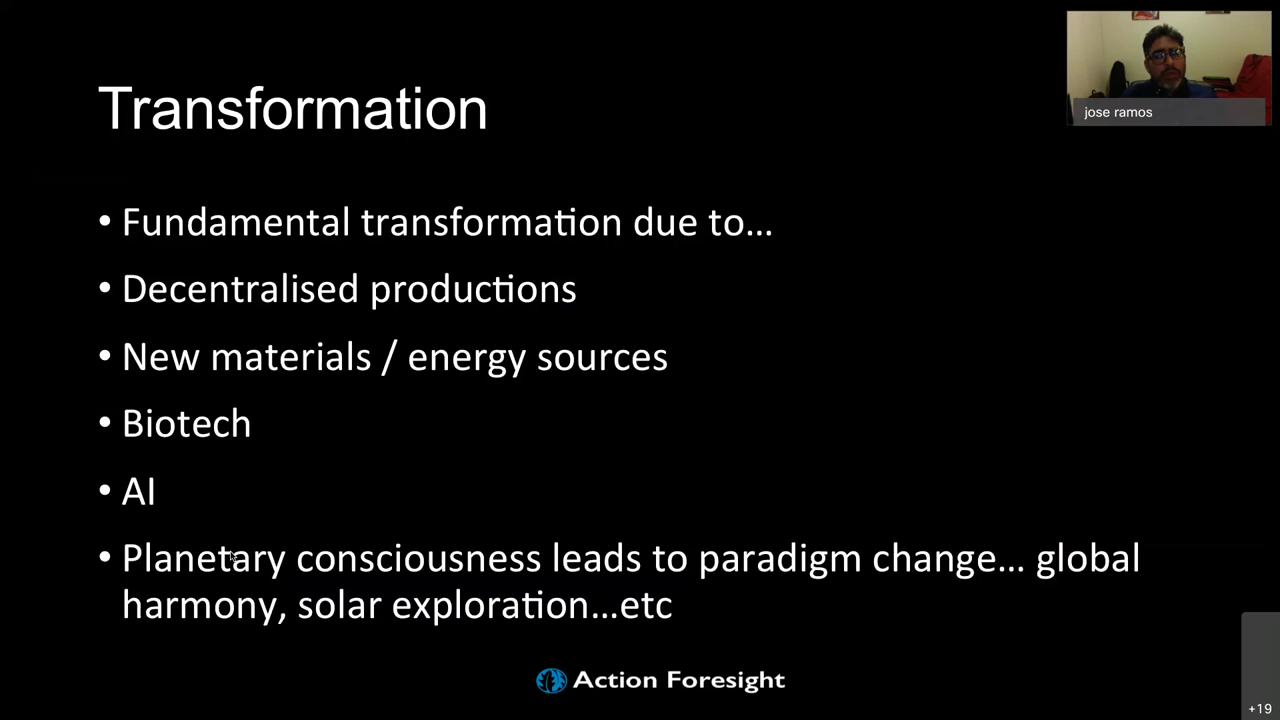 Transformation
jose ramos
• Fundamental transformation due to...
• Decentralised productions
• New materials / energy sources
• Biotech
• AI
• Planetary consciousness leads to paradigm change... global
harmony, solar exploration...etc
Action Foresight
+19